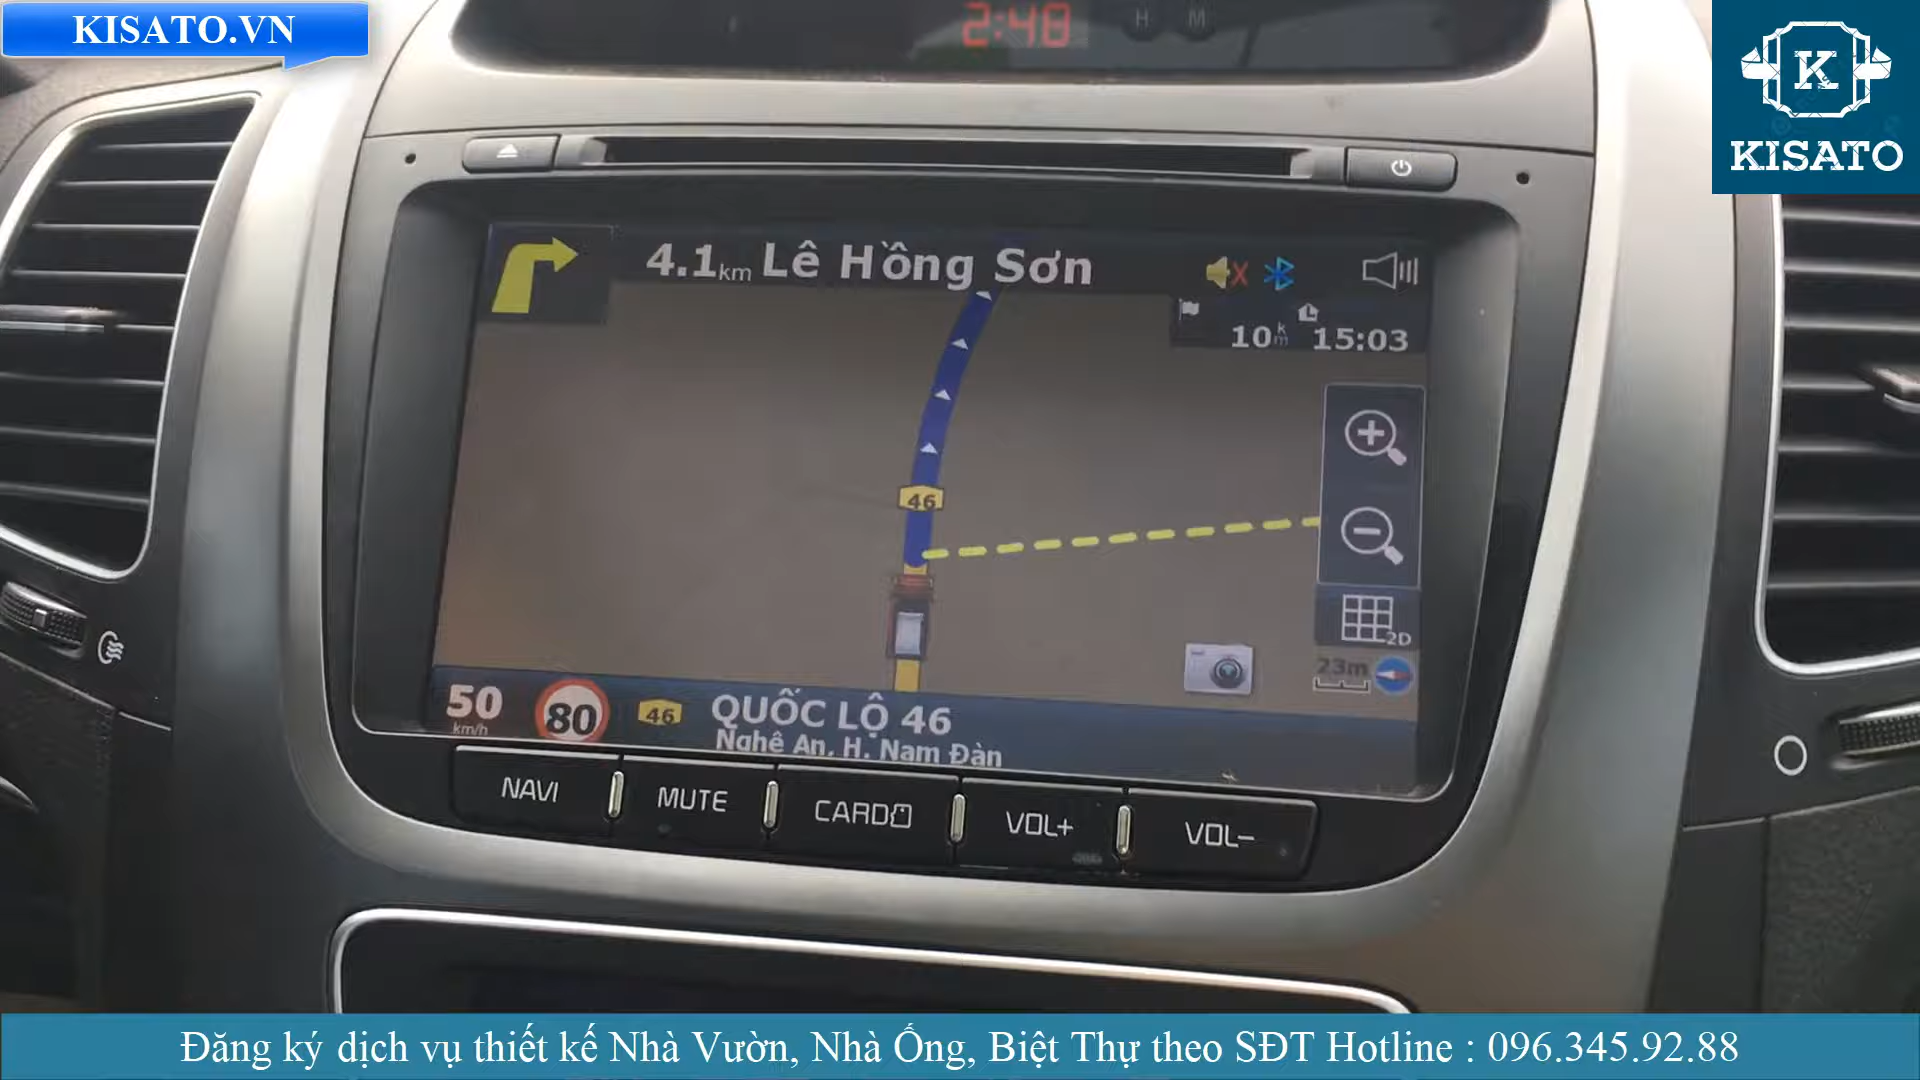 KISATO.VN
2:48
H M
K
KISATO
4.1km Lê Hồng Sơn
10km 15:03
46
2D
23m
50
km/h
80
46
QUỐC LỘ 46
Nghệ An, H. Nam Đàn
NAVI MUTE CARD VOL+ VOL-
Đăng ký dịch vụ thiết kế Nhà Vườn, Nhà Ống, Biệt Thự theo SĐT Hotline : 096.345.92.88